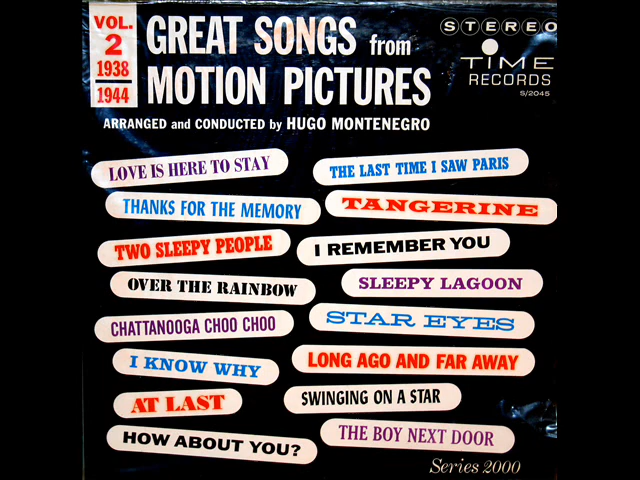 VOL.
2
1938
1944
GREAT SONGS from
MOTION PICTURES
ARRANGED and CONDUCTED by HUGO MONTENEGRO
STEREO
TIME
RECORDS
S/2045
LOVE IS HERE TO STAY
THANKS FOR THE MEMORY
TWO SLEEPY PEOPLE
OVER THE RAINBOW
CHATTANOOGA CHOO CHOO
I KNOW WHY
AT LAST
HOW ABOUT YOU?
THE LAST TIME I SAW PARIS
TANGERINE
I REMEMBER YOU
SLEEPY LAGOON
STAR EYES
LONG AGO AND FAR AWAY
SWINGING ON A STAR
THE BOY NEXT DOOR
Series 2000